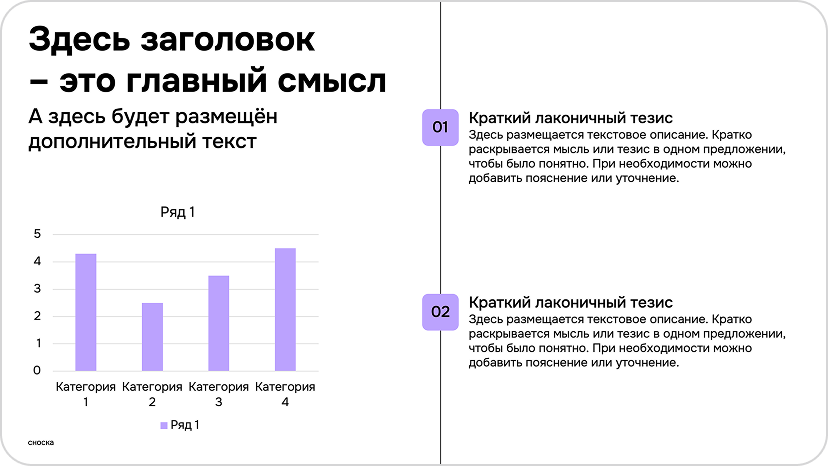 Здесь заголовок
– это главный смысл
А здесь будет размещён
дополнительный текст
Ряд 1
5
4
3
2
1
0
Категория 1
Категория 2
Категория 3
Категория 4
Ряд 1
сноска
01
Краткий лаконичный тезис
Здесь размещается текстовое описание. Кратко
раскрывается мысль или тезис в одном предложении,
чтобы было понятно. При необходимости можно
добавить пояснение или уточнение.
02
Краткий лаконичный тезис
Здесь размещается текстовое описание. Кратко
раскрывается мысль или тезис в одном предложении,
чтобы было понятно. При необходимости можно
добавить пояснение или уточнение.